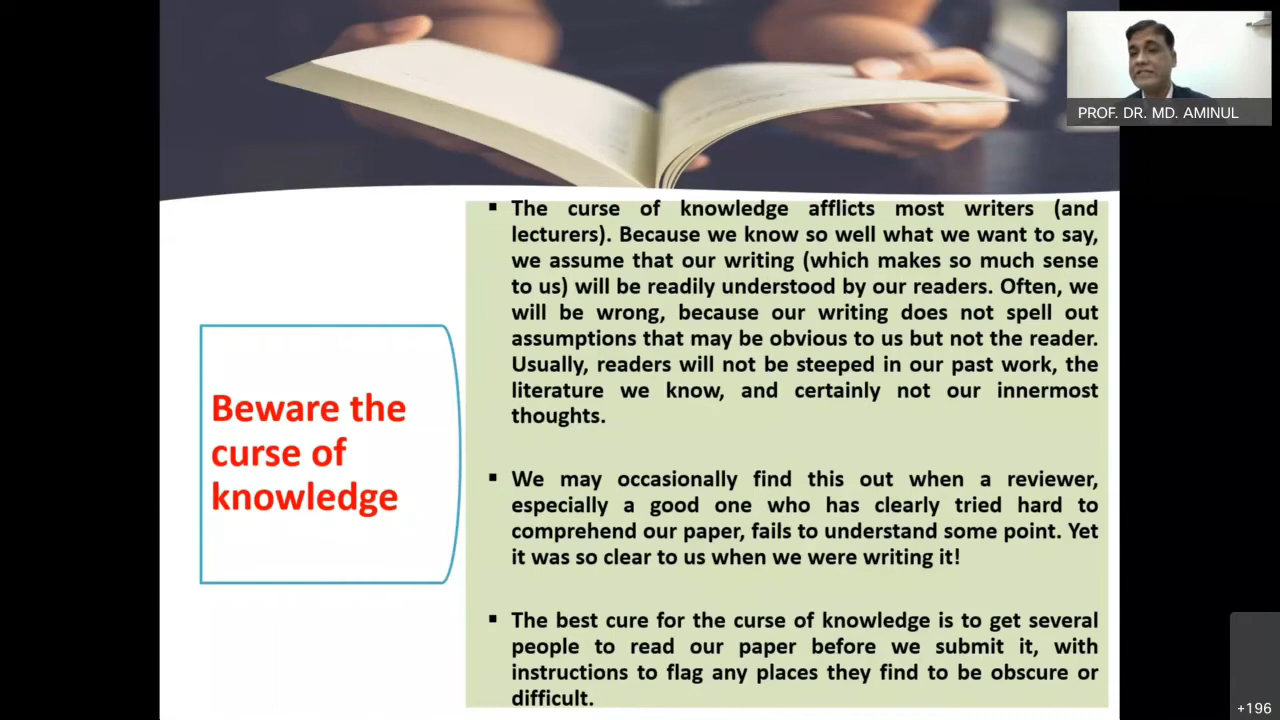 PROF. DR. MD. AMINUL
Beware the
curse of
knowledge
▪ The curse of knowledge afflicts most writers (and
lecturers). Because we know so well what we want to say,
we assume that our writing (which makes so much sense
to us) will be readily understood by our readers. Often, we
will be wrong, because our writing does not spell out
assumptions that may be obvious to us but not the reader.
Usually, readers will not be steeped in our past work, the
literature we know, and certainly not our innermost
thoughts.
▪ We may occasionally find this out when a reviewer,
especially a good one who has clearly tried hard to
comprehend our paper, fails to understand some point. Yet
it was so clear to us when we were writing it!
▪ The best cure for the curse of knowledge is to get several
people to read our paper before we submit it, with
instructions to flag any places they find to be obscure or
difficult.
+196